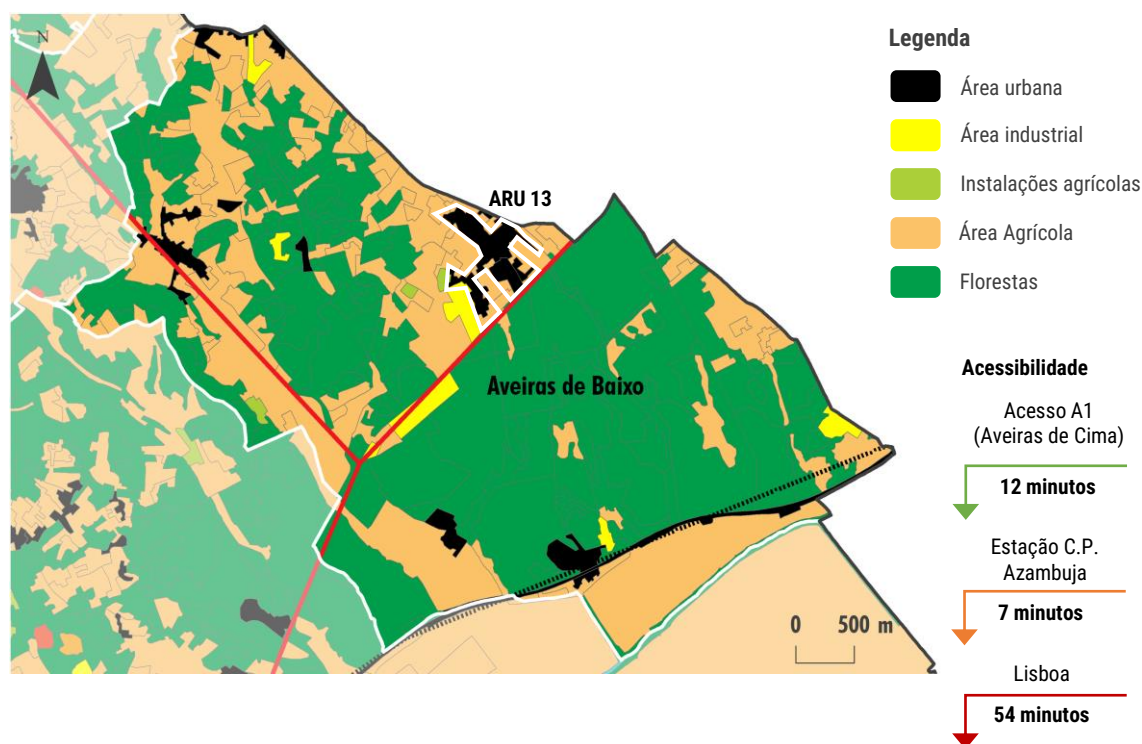 N
ARU 13
Aveiras de Baixo
0 500 m
Legenda
Área urbana
Área industrial
Instalações agrícolas
Área Agrícola
Florestas
Acessibilidade
Acesso A1
(Aveiras de Cima)
12 minutos
Estação C.P.
Azambuja
7 minutos
Lisboa
54 minutos